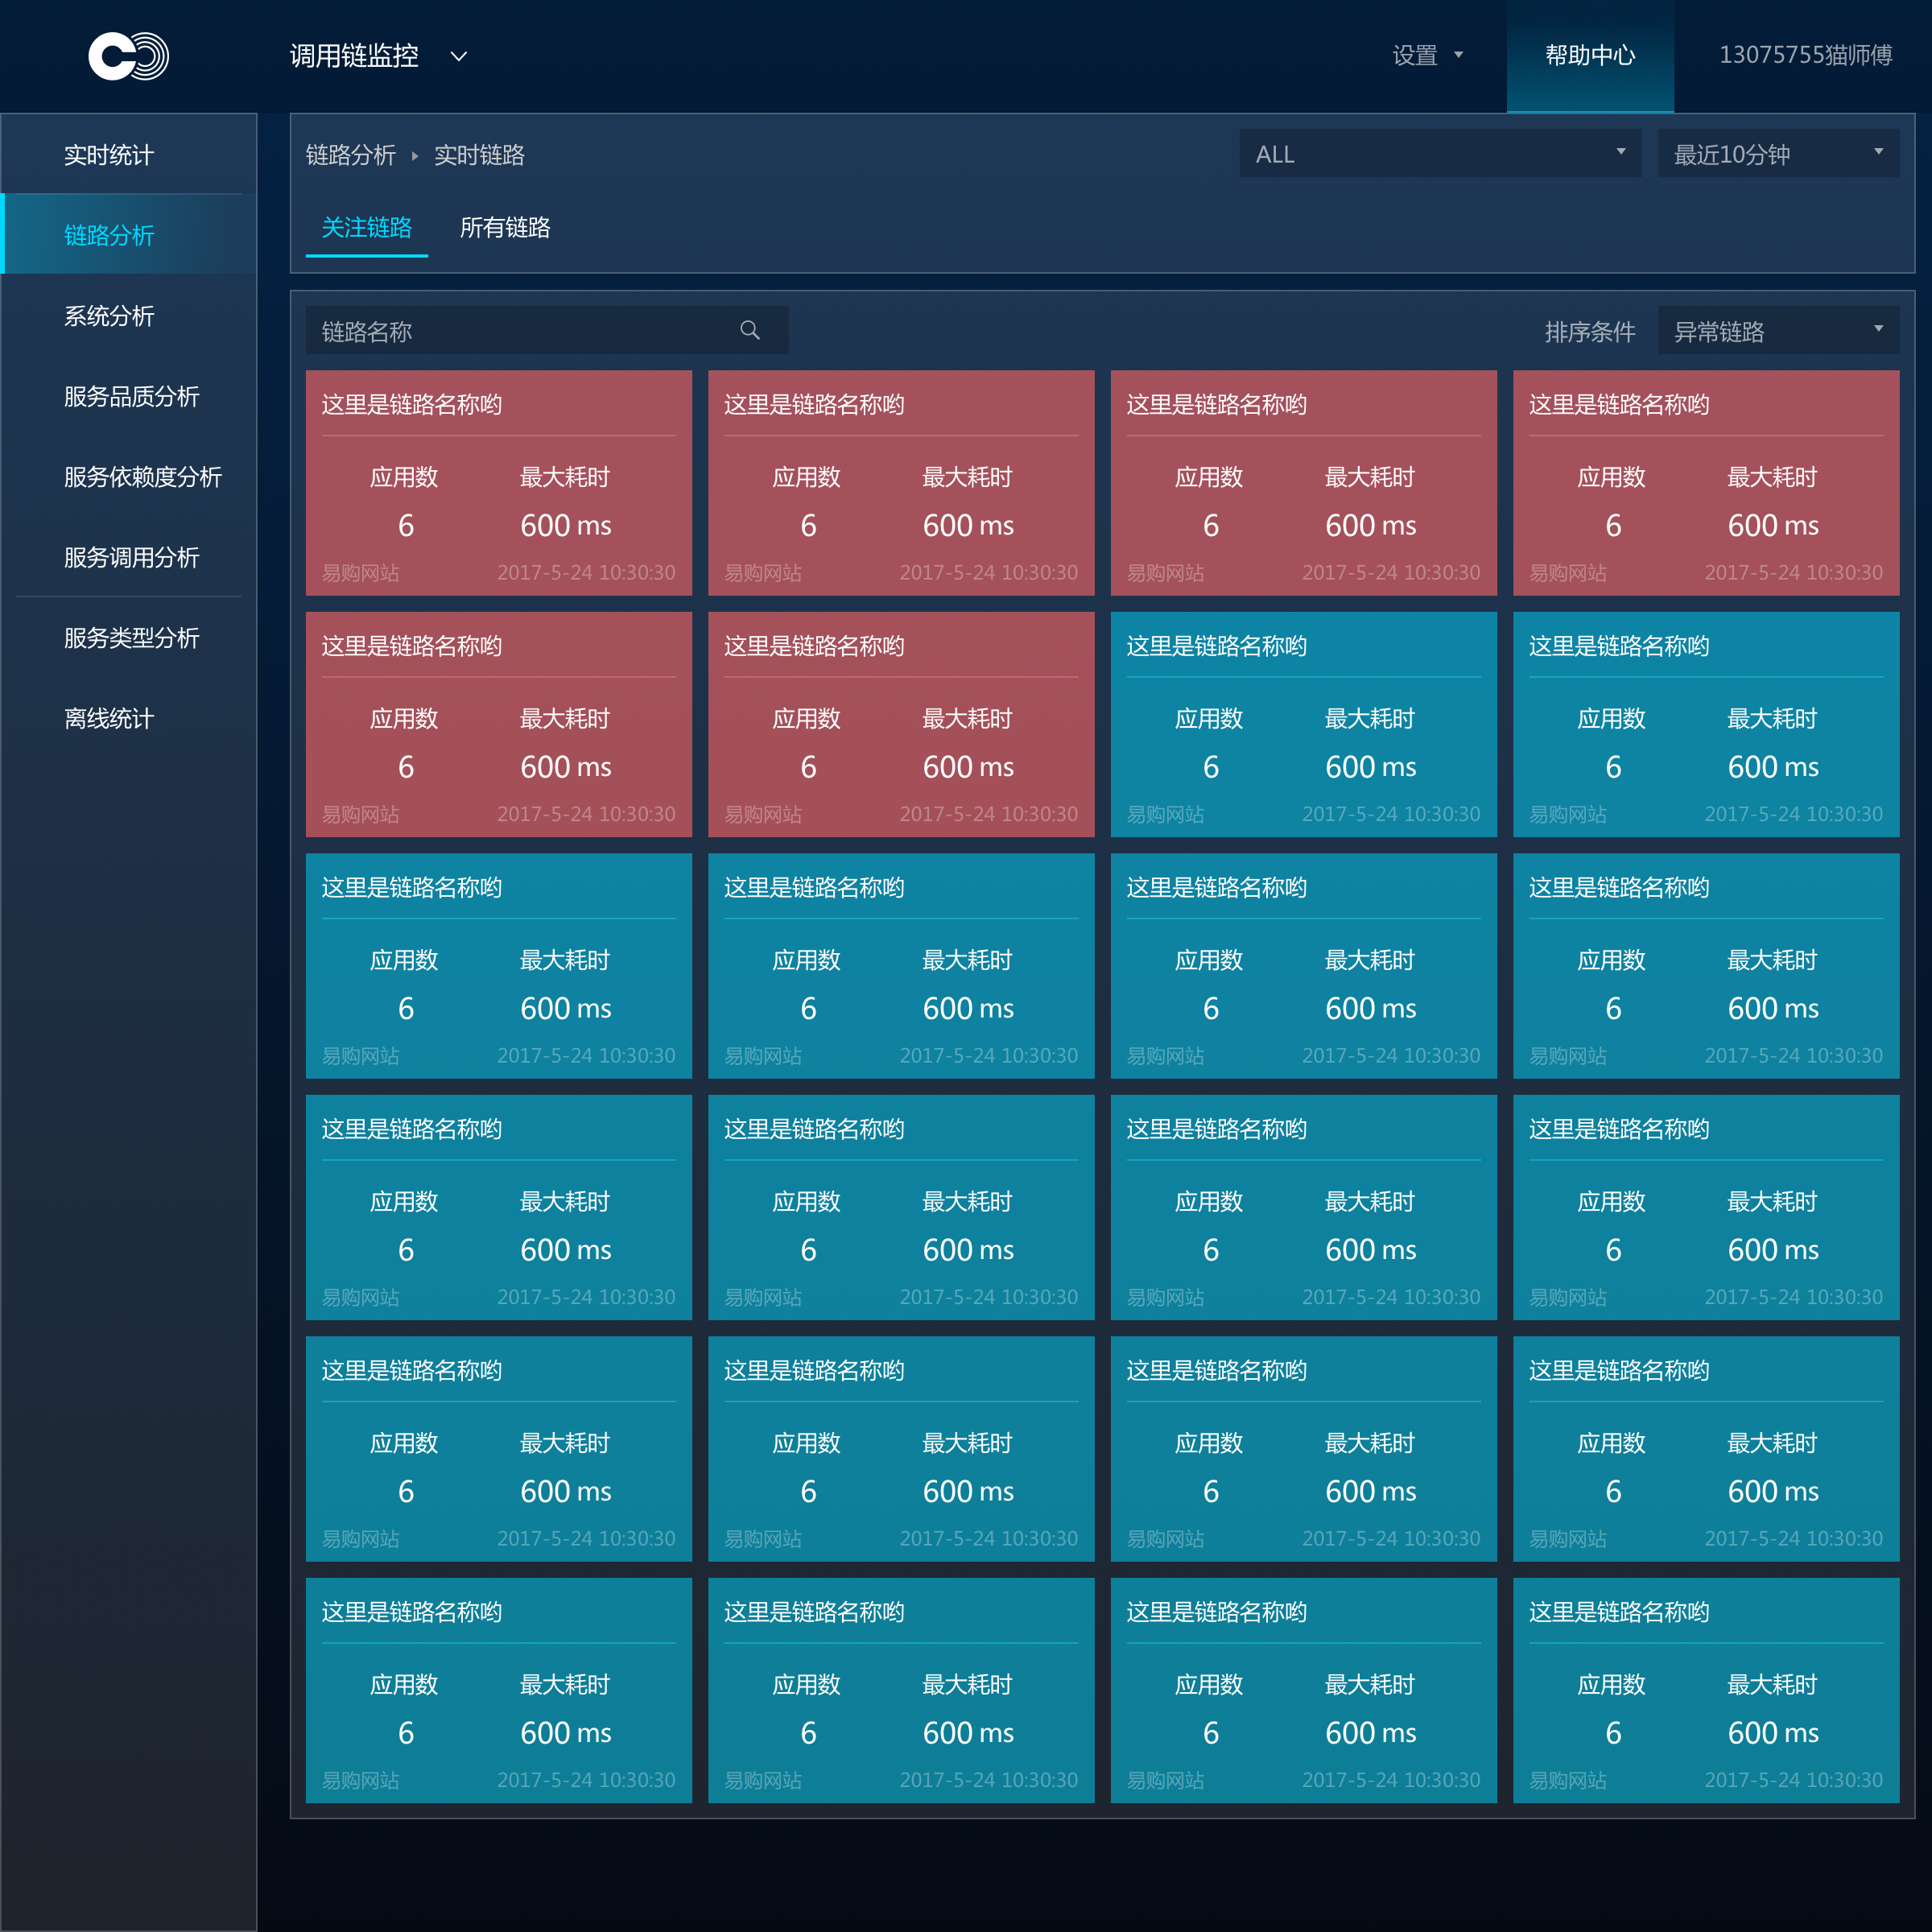 调用链监控
设置 帮助中心 13075755猫师傅
实时统计
链路分析
系统分析
服务品质分析
服务依赖度分析
服务调用分析
服务类型分析
离线统计
链路分析 实时链路 ALL 最近10分钟
关注链路 所有链路
链路名称 排序条件 异常链路
这里是链路名称哟 这里是链路名称哟 这里是链路名称哟 这里是链路名称哟
应用数 最大耗时 应用数 最大耗时 应用数 最大耗时 应用数 最大耗时
6 600 ms 6 600 ms 6 600 ms 6 600 ms
易购网站 2017-5-24 10:30:30 易购网站 2017-5-24 10:30:30 易购网站 2017-5-24 10:30:30 易购网站 2017-5-24 10:30:30
这里是链路名称哟 这里是链路名称哟 这里是链路名称哟 这里是链路名称哟
应用数 最大耗时 应用数 最大耗时 应用数 最大耗时 应用数 最大耗时
6 600 ms 6 600 ms 6 600 ms 6 600 ms
易购网站 2017-5-24 10:30:30 易购网站 2017-5-24 10:30:30 易购网站 2017-5-24 10:30:30 易购网站 2017-5-24 10:30:30
这里是链路名称哟 这里是链路名称哟 这里是链路名称哟 这里是链路名称哟
应用数 最大耗时 应用数 最大耗时 应用数 最大耗时 应用数 最大耗时
6 600 ms 6 600 ms 6 600 ms 6 600 ms
易购网站 2017-5-24 10:30:30 易购网站 2017-5-24 10:30:30 易购网站 2017-5-24 10:30:30 易购网站 2017-5-24 10:30:30
这里是链路名称哟 这里是链路名称哟 这里是链路名称哟 这里是链路名称哟
应用数 最大耗时 应用数 最大耗时 应用数 最大耗时 应用数 最大耗时
6 600 ms 6 600 ms 6 600 ms 6 600 ms
易购网站 2017-5-24 10:30:30 易购网站 2017-5-24 10:30:30 易购网站 2017-5-24 10:30:30 易购网站 2017-5-24 10:30:30
这里是链路名称哟 这里是链路名称哟 这里是链路名称哟 这里是链路名称哟
应用数 最大耗时 应用数 最大耗时 应用数 最大耗时 应用数 最大耗时
6 600 ms 6 600 ms 6 600 ms 6 600 ms
易购网站 2017-5-24 10:30:30 易购网站 2017-5-24 10:30:30 易购网站 2017-5-24 10:30:30 易购网站 2017-5-24 10:30:30
这里是链路名称哟 这里是链路名称哟 这里是链路名称哟 这里是链路名称哟
应用数 最大耗时 应用数 最大耗时 应用数 最大耗时 应用数 最大耗时
6 600 ms 6 600 ms 6 600 ms 6 600 ms
易购网站 2017-5-24 10:30:30 易购网站 2017-5-24 10:30:30 易购网站 2017-5-24 10:30:30 易购网站 2017-5-24 10:30:30